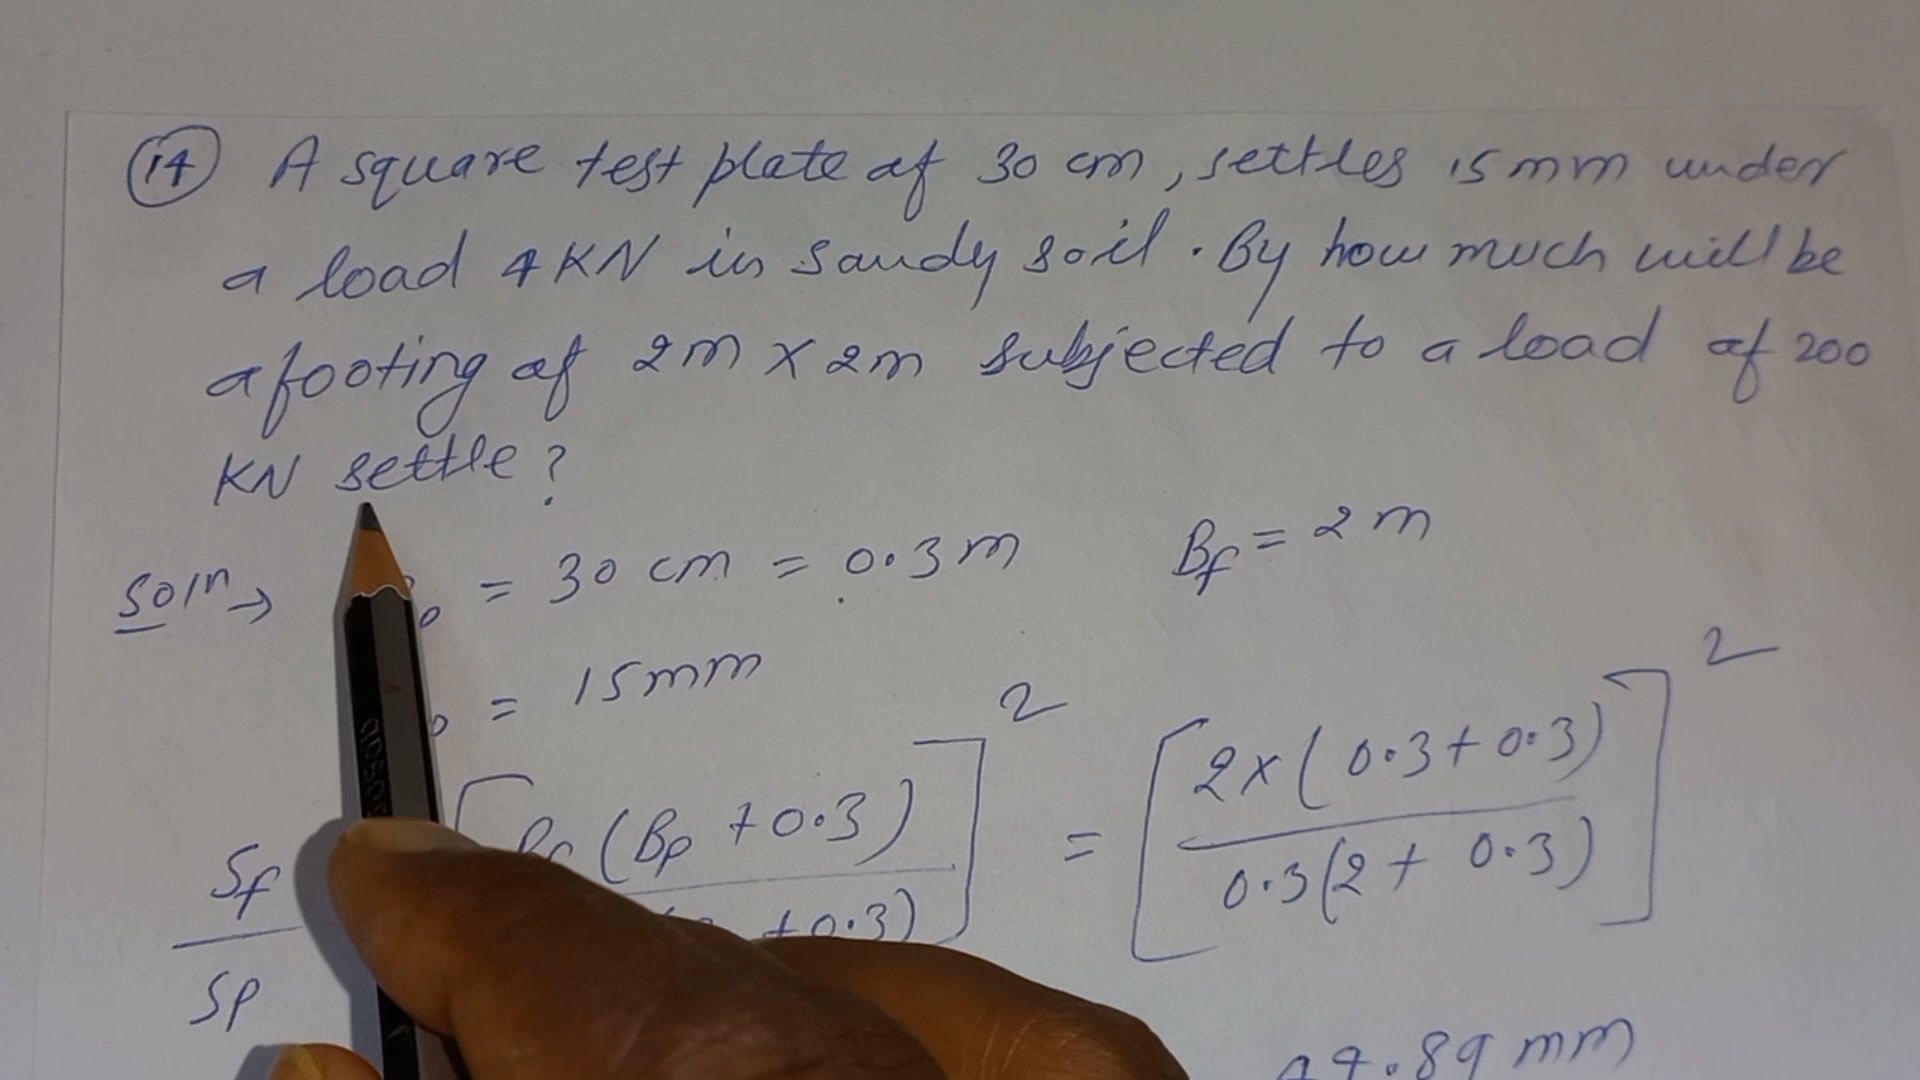 14 A square test plate of 30 cm, settles 15 mm under
a load 4 KN in sandy soil. By how much will be
a footing of 2m x 2m subjected to a load of 200
KN settle?
Soln → = 30 cm = 0.3 m Bf = 2 m
= 15 mm
Sf / Sp [ (Bp + 0.3) / + 0.3) ]² = [ 2 x (0.3 + 0.3) / 0.3 (2 + 0.3) ]²
.89 mm